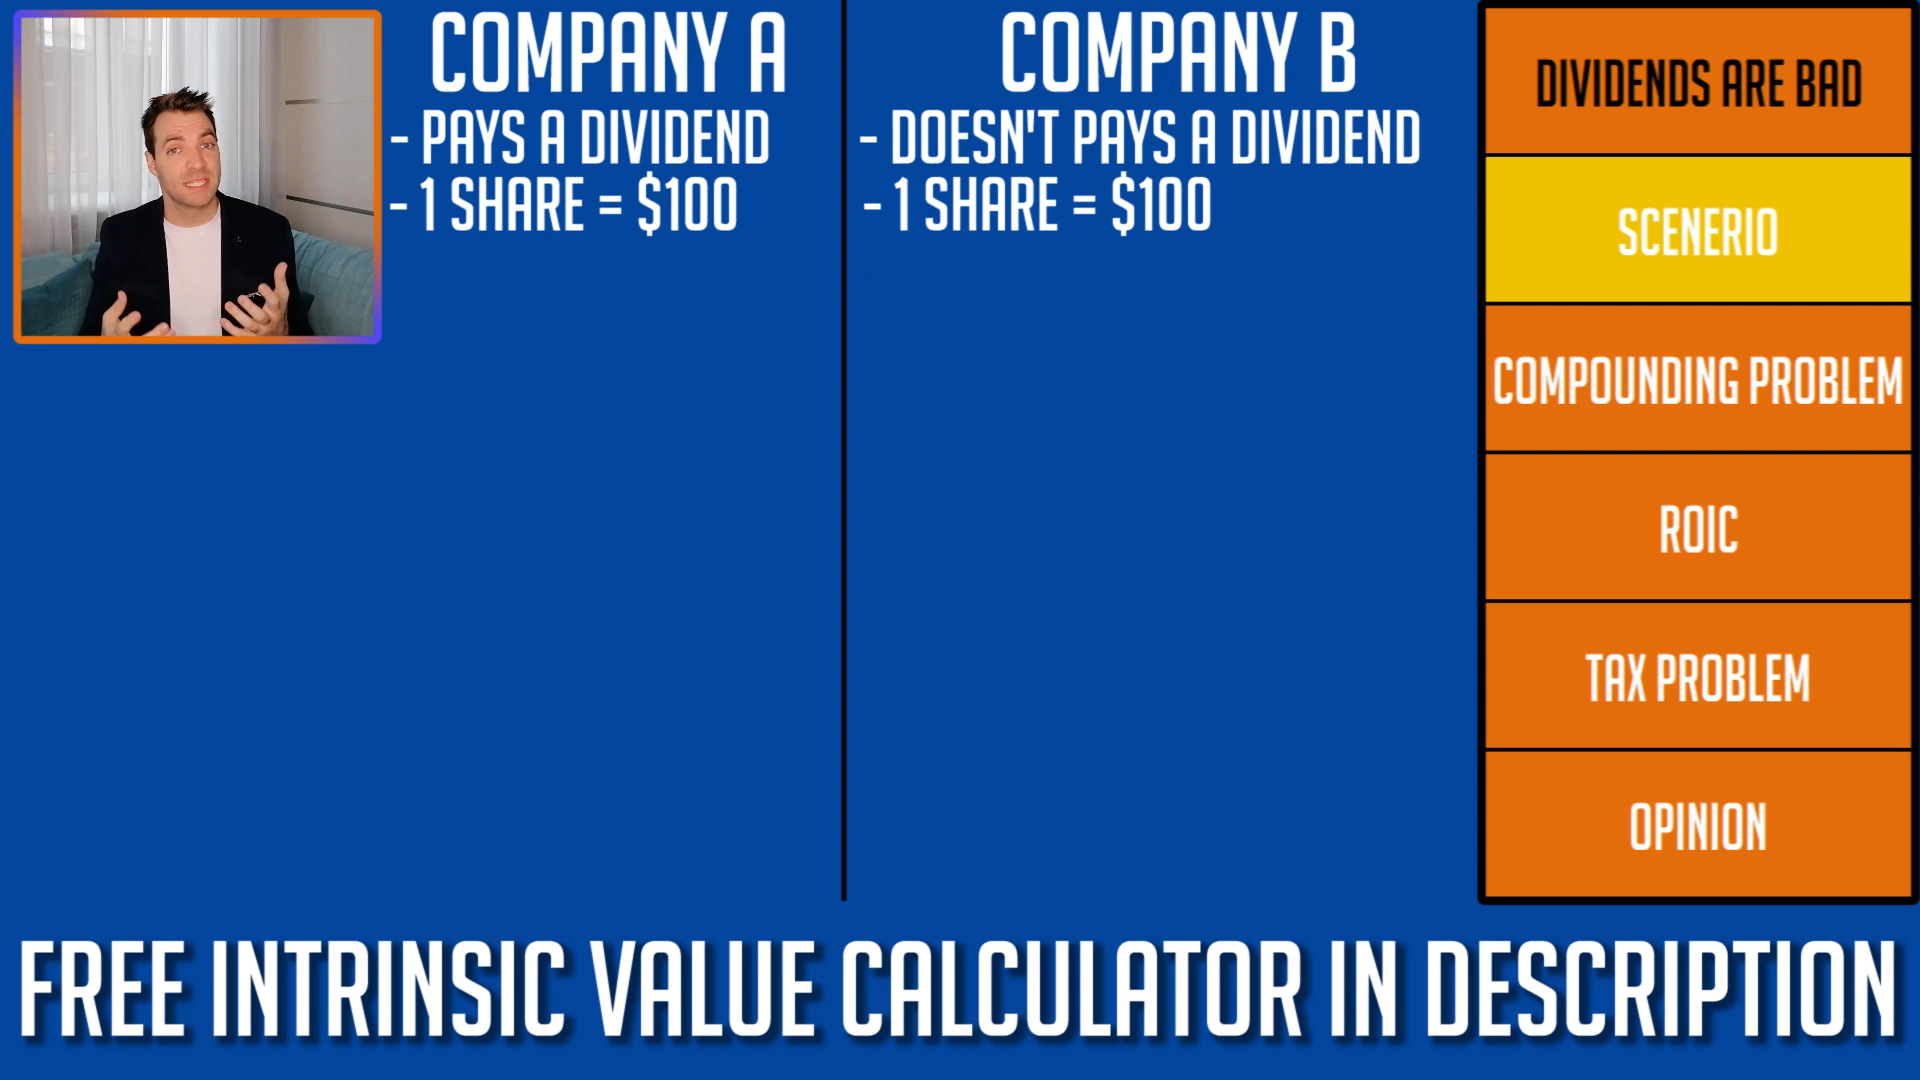 COMPANY A
- PAYS A DIVIDEND
- 1 SHARE = $100
COMPANY B
- DOESN'T PAYS A DIVIDEND
- 1 SHARE = $100
DIVIDENDS ARE BAD
SCENERIO
COMPOUNDING PROBLEM
ROIC
TAX PROBLEM
OPINION
FREE INTRINSIC VALUE CALCULATOR IN DESCRIPTION